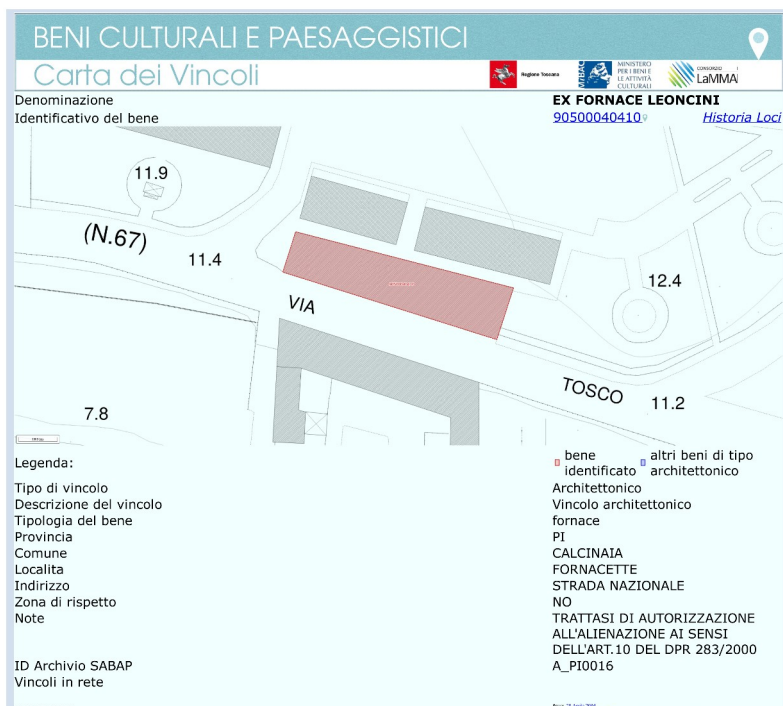 BENI CULTURALI E PAESAGGISTICI
Carta dei Vincoli
Regione Toscana
MiBAC
MINISTERO
PER I BENI E
LE ATTIVITÀ
CULTURALI
CONSORZIO
LaMMA
Denominazione EX FORNACE LEONCINI
Identificativo del bene 90500040410 Historia Loci
11.9
(N.67)
11.4
12.4
VIA
TOSCO
11.2
7.8
Legenda: bene identificato altri beni di tipo architettonico
Tipo di vincolo Architettonico
Descrizione del vincolo Vincolo architettonico
Tipologia del bene fornace
Provincia PI
Comune CALCINAIA
Localita FORNACETTE
Indirizzo STRADA NAZIONALE
Zona di rispetto NO
Note TRATTASI DI AUTORIZZAZIONE
ALL'ALIENAZIONE AI SENSI
DELL'ART.10 DEL DPR 283/2000
ID Archivio SABAP A_PI0016
Vincoli in rete